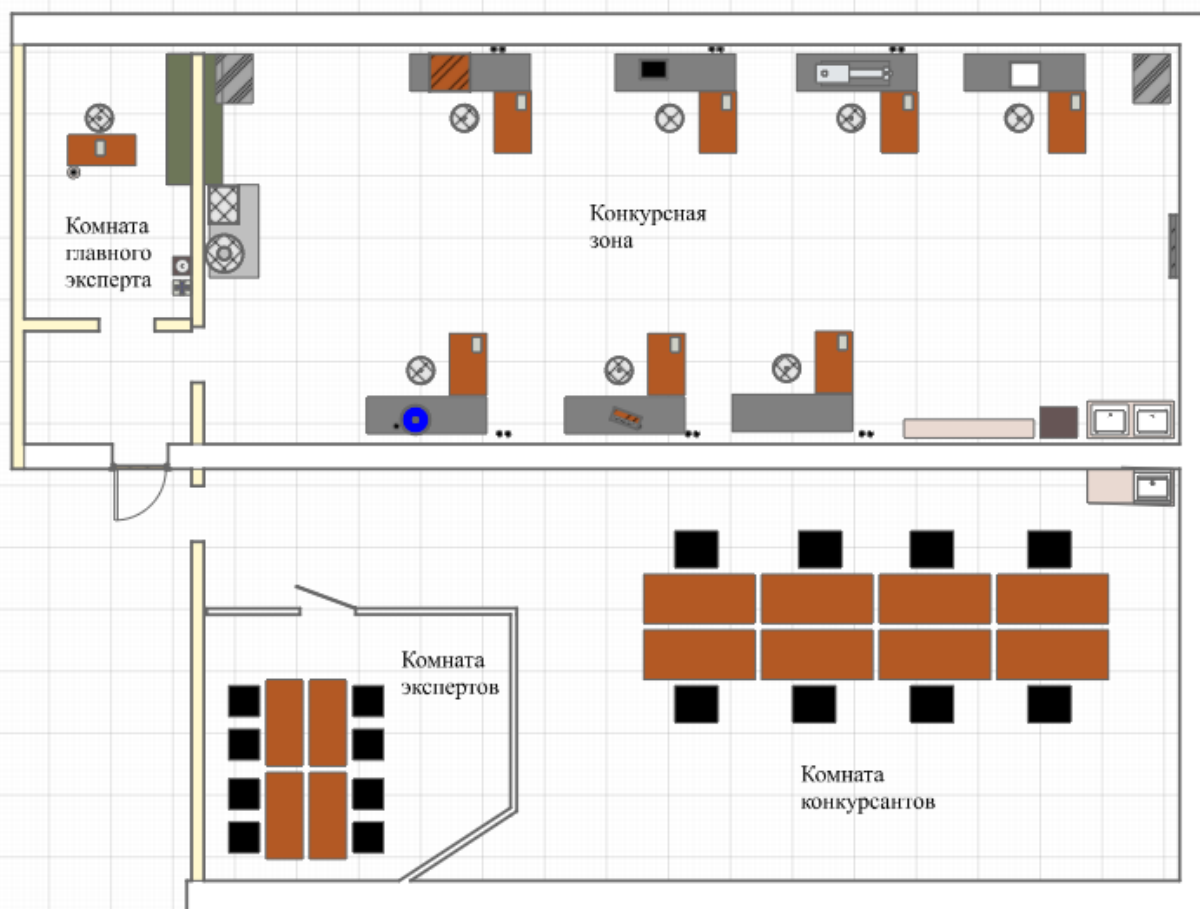 Конкурсная
зона
Комната
главного
эксперта
Комната
экспертов
Комната
конкурсантов